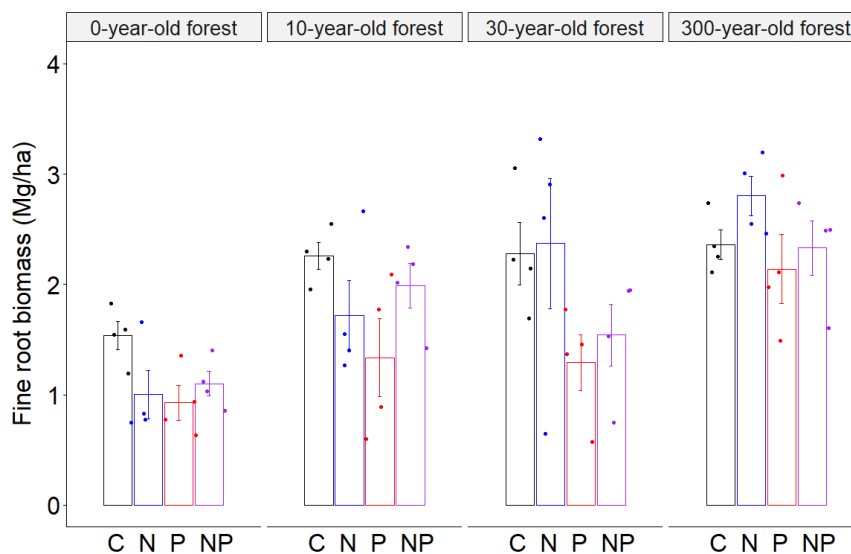 0-year-old forest 10-year-old forest 30-year-old forest 300-year-old forest
Fine root biomass (Mg/ha)
4
3
2
1
0
C N P NP C N P NP C N P NP C N P NP